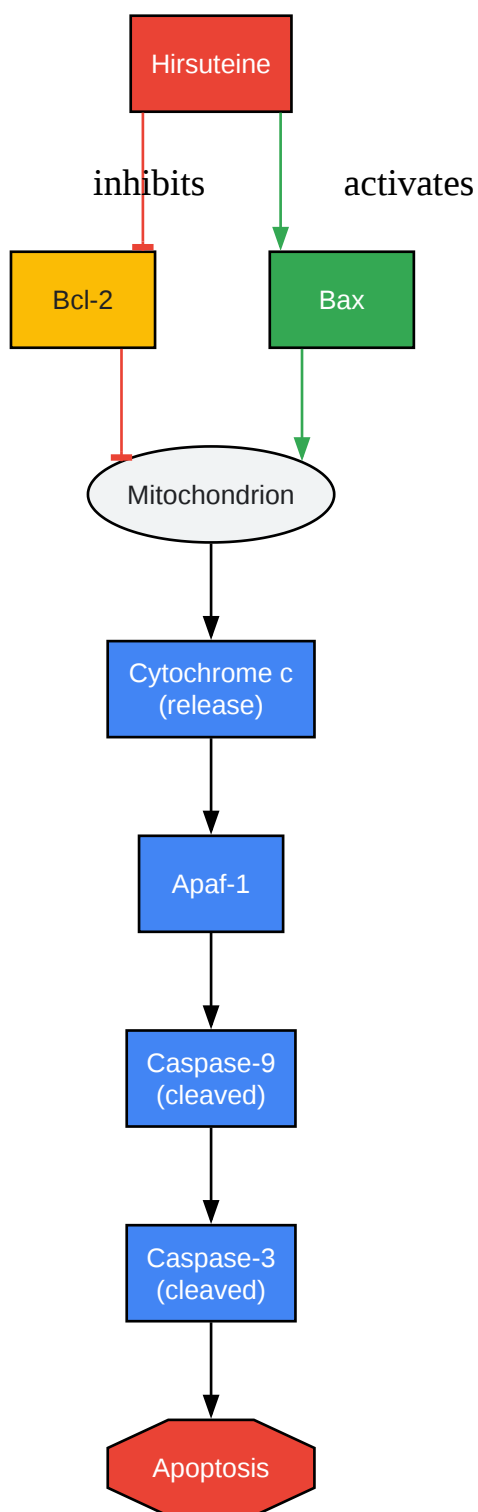 Hirsuteine
inhibits
activates
Bcl-2
Bax
Mitochondrion
Cytochrome c
(release)
Apaf-1
Caspase-9
(cleaved)
Caspase-3
(cleaved)
Apoptosis